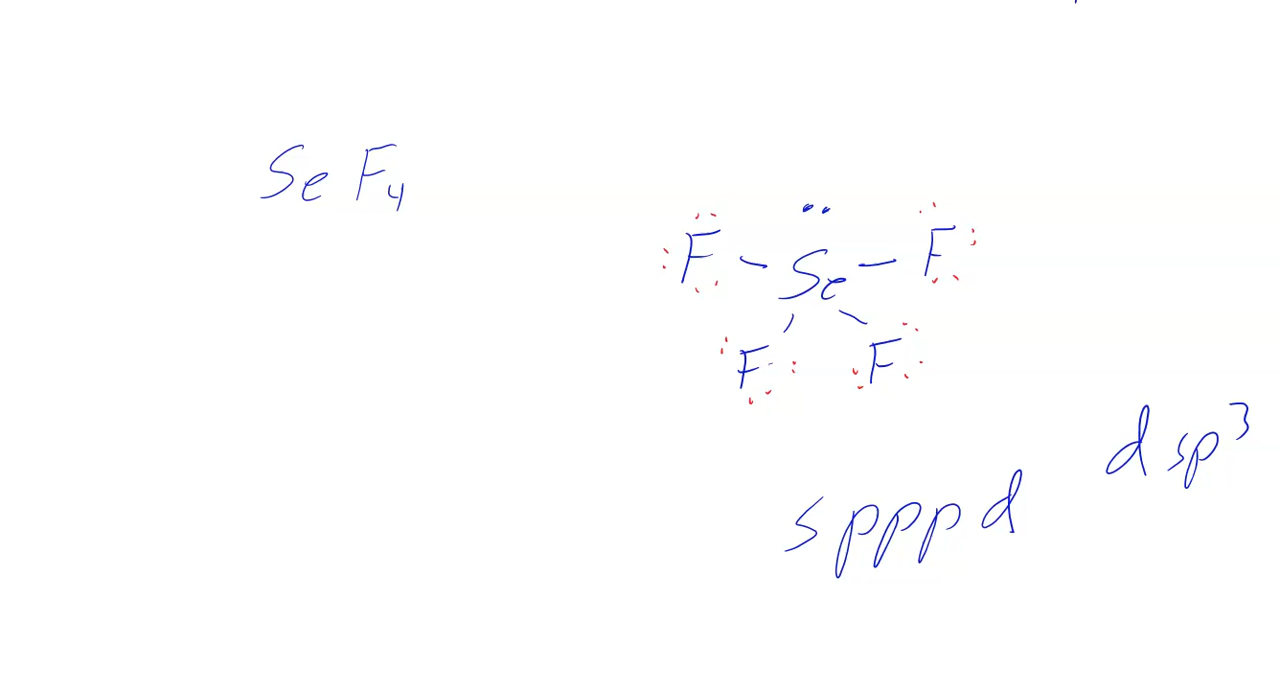 SeF₄
F - Se - F
F F
dsp³
spppd